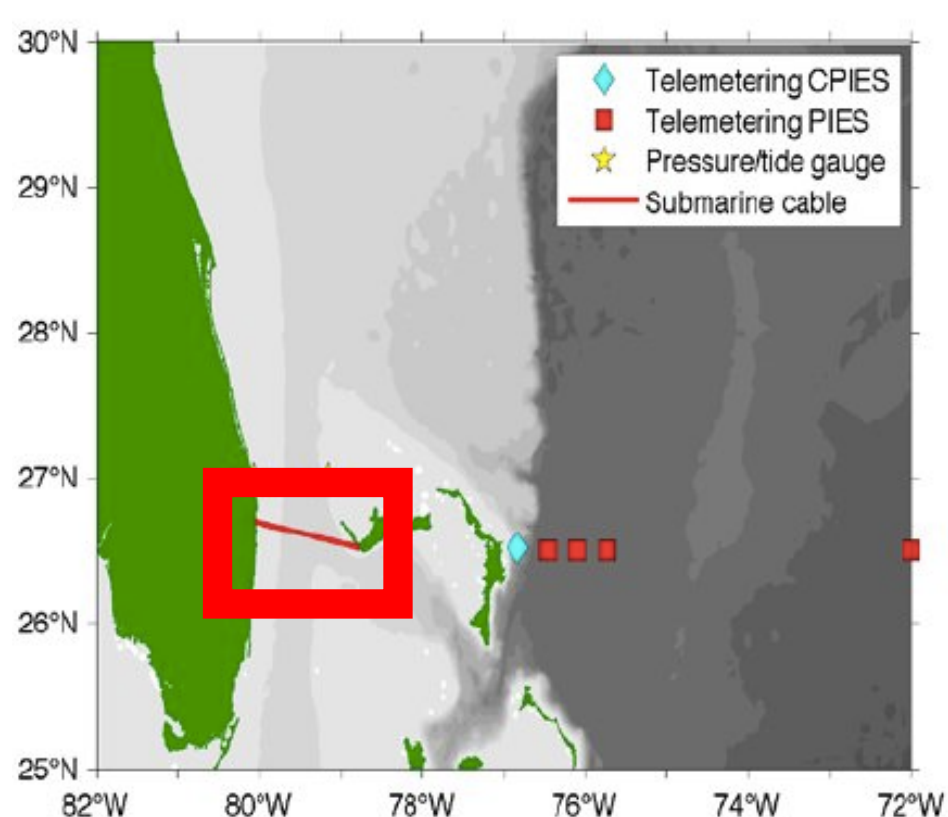 30°N
Telemetering CPIES
Telemetering PIES
Pressure/tide gauge
Submarine cable
29°N
28°N
27°N
26°N
25°N
82°W 80°W 78°W 76°W 74°W 72°W